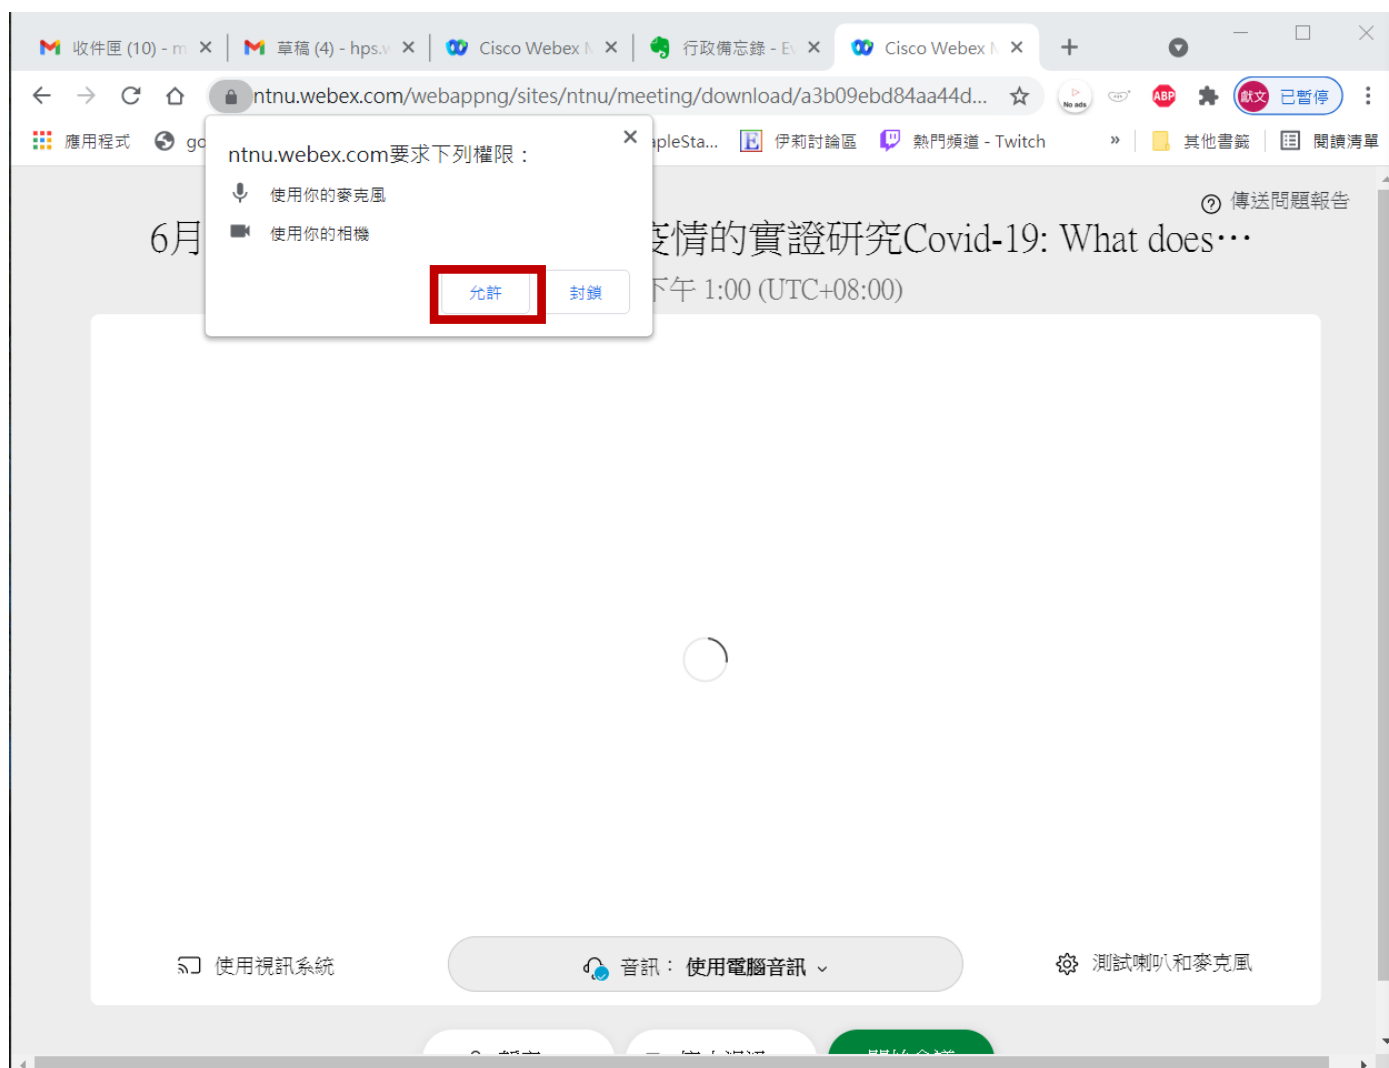 收件匣 (10) - m
草稿 (4) - hps.w
Cisco Webex M
行政備忘錄 - Ev
Cisco Webex M
ntnu.webex.com/webappng/sites/ntnu/meeting/download/a3b09ebd84aa44d...
No ads
ABP
獻文 已暫停
應用程式
go
apleSta...
E 伊莉討論區
熱門頻道 - Twitch
»
其他書籤
閱讀清單
ntnu.webex.com要求下列權限：
使用你的麥克風
使用你的相機
允許
封鎖
傳送問題報告
6月
疫情的實證研究Covid-19: What does⋯
下午 1:00 (UTC+08:00)
使用視訊系統
音訊： 使用電腦音訊
測試喇叭和麥克風